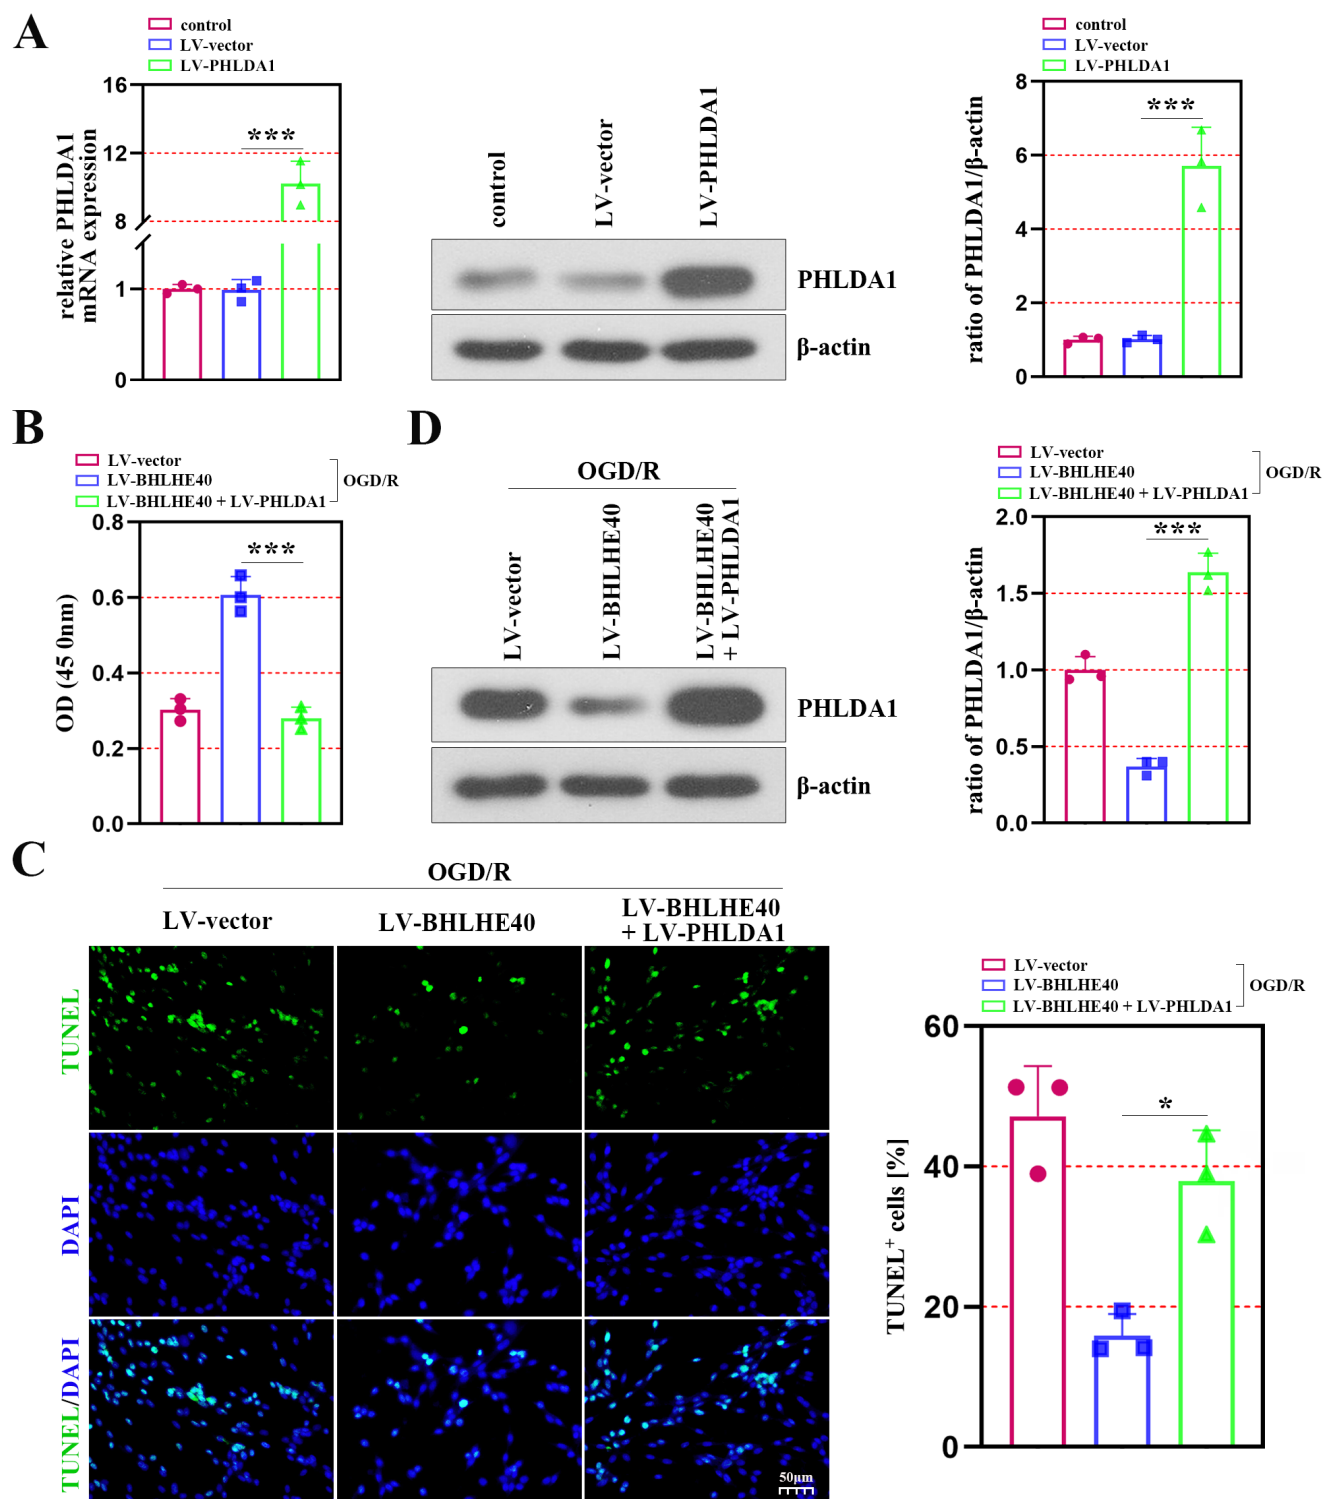 A
control
LV-vector
LV-PHLDA1
relative PHLDA1
mRNA expression
16
12
8
1
0
***
control
LV-vector
LV-PHLDA1
PHLDA1
β-actin
control
LV-vector
LV-PHLDA1
ratio of PHLDA1/β-actin
8
6
4
2
0
***
B
LV-vector
LV-BHLHE40
LV-BHLHE40 + LV-PHLDA1
OGD/R
OD (45 0nm)
0.8
0.6
0.4
0.2
0.0
***
D
OGD/R
LV-vector
LV-BHLHE40
LV-BHLHE40
+ LV-PHLDA1
PHLDA1
β-actin
LV-vector
LV-BHLHE40
LV-BHLHE40 + LV-PHLDA1
OGD/R
ratio of PHLDA1/β-actin
2.0
1.5
1.0
0.5
0.0
***
C
OGD/R
LV-vector
LV-BHLHE40
LV-BHLHE40
+ LV-PHLDA1
TUNEL
DAPI
TUNEL/DAPI
50μm
LV-vector
LV-BHLHE40
LV-BHLHE40 + LV-PHLDA1
OGD/R
TUNEL⁺ cells [%]
60
40
20
0
*